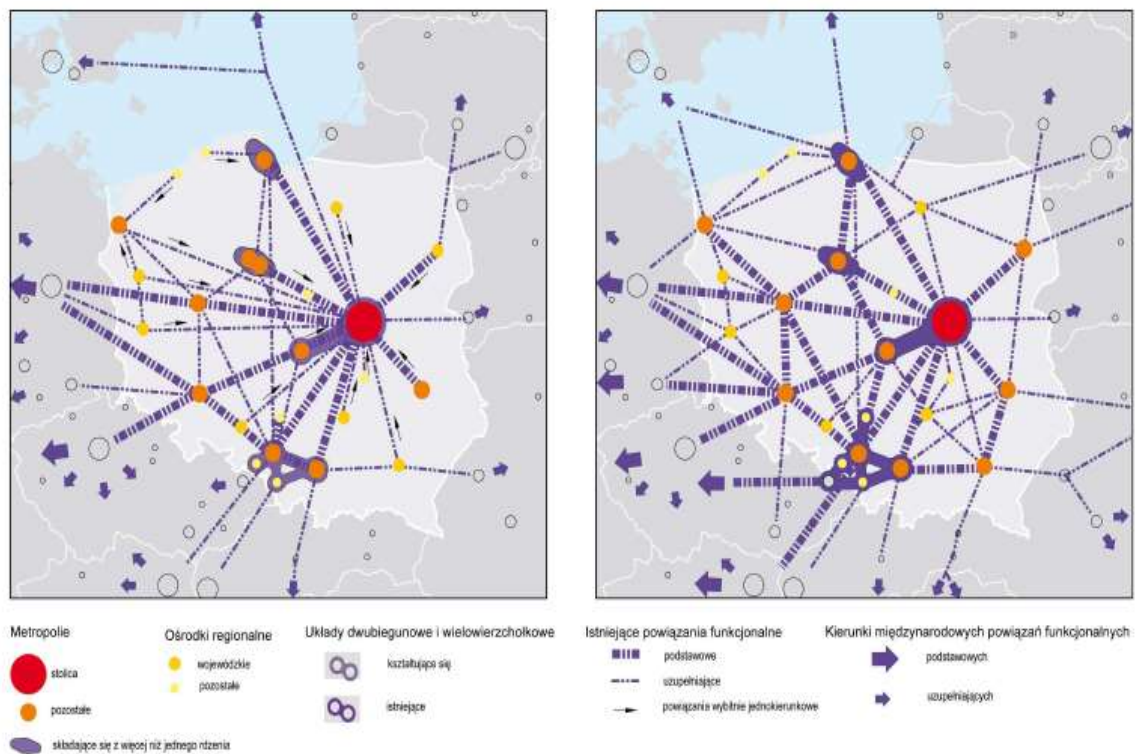 Metropolie
stolica
pozostałe
składające się z więcej niż jednego rdzenia
Ośrodki regionalne
wojewódzkie
pozostałe
Układy dwubiegunowe i wielowierzchołkowe
kształtujące się
istniejące
Istniejące powiązania funkcjonalne
podstawowe
uzupełniające
powiązania wybitnie jednokierunkowe
Kierunki międzynarodowych powiązań funkcjonalnych
podstawowych
uzupełniających